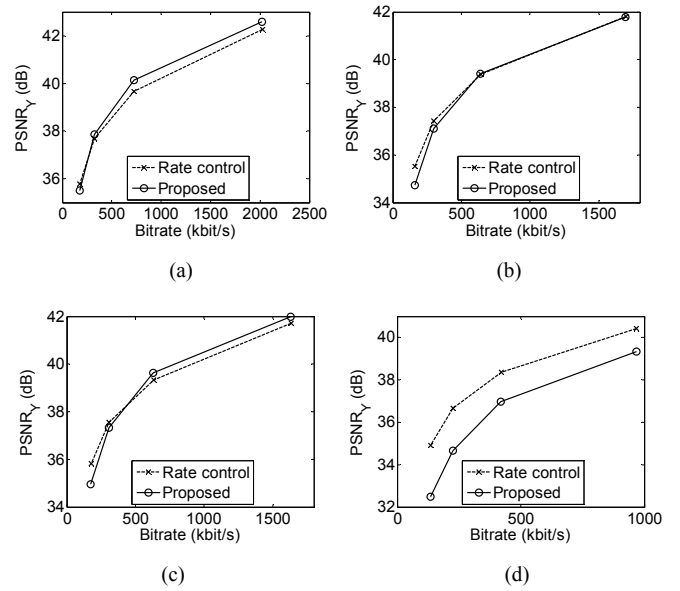 42
40
38
36
PSNR_Y (dB)
Rate control
Proposed
0 500 1000 1500 2000 2500
Bitrate (kbit/s)
(a)
42
40
38
36
34
PSNR_Y (dB)
Rate control
Proposed
0 500 1000 1500
Bitrate (kbit/s)
(b)
42
40
38
36
34
PSNR_Y (dB)
Rate control
Proposed
0 500 1000 1500
Bitrate (kbit/s)
(c)
40
38
36
34
32
PSNR_Y (dB)
Rate control
Proposed
0 500 1000
Bitrate (kbit/s)
(d)